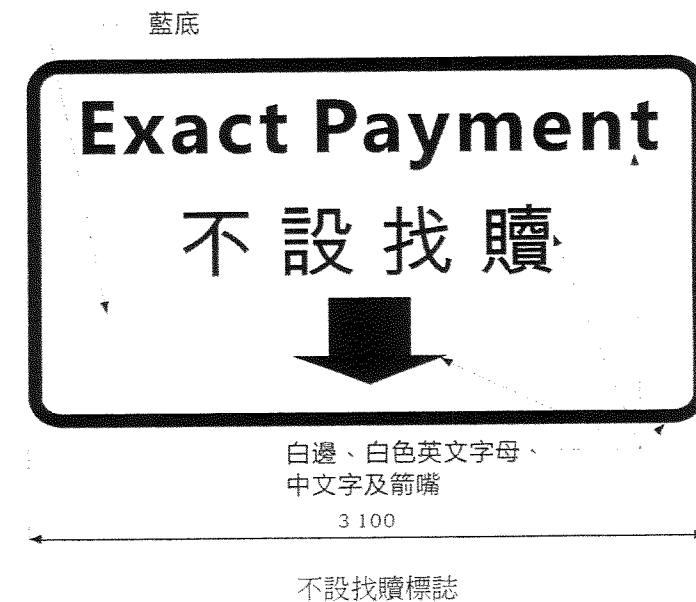 藍底
Exact Payment
不設找贖
白邊、白色英文字母、
中文字及箭嘴
3 100
不設找贖標誌